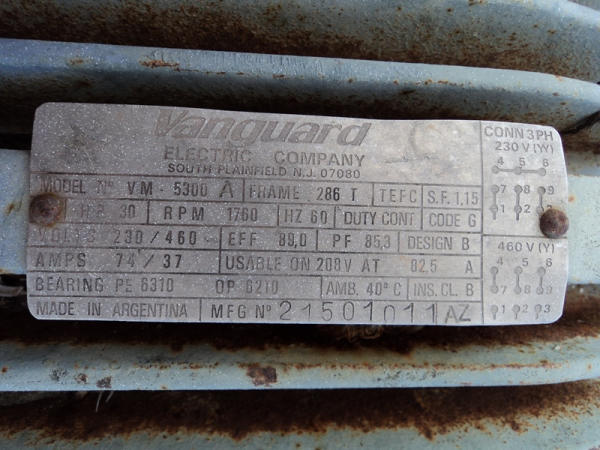 Vanguard
ELECTRIC COMPANY
SOUTH PLAINFIELD N.J. 07080
MODEL Nº VM - 5300 A FRAME 286 T TEFC S.F. 1,15
HP 30 RPM 1760 HZ 60 DUTY CONT CODE G
VOLTS 230/460 EFF 89,0 PF 85,3 DESIGN B
AMPS 74/37 USABLE ON 208V AT 82.5 A
BEARING PE 6310 OP 6210 AMB. 40° C INS. CL. B
MADE IN ARGENTINA MFG Nº 21501011 AZ
CONN 3PH
230 V (YY)
4 5 6
7 8 9
1 2 3
460 V (Y)
4 5 6
7 8 9
1 2 3